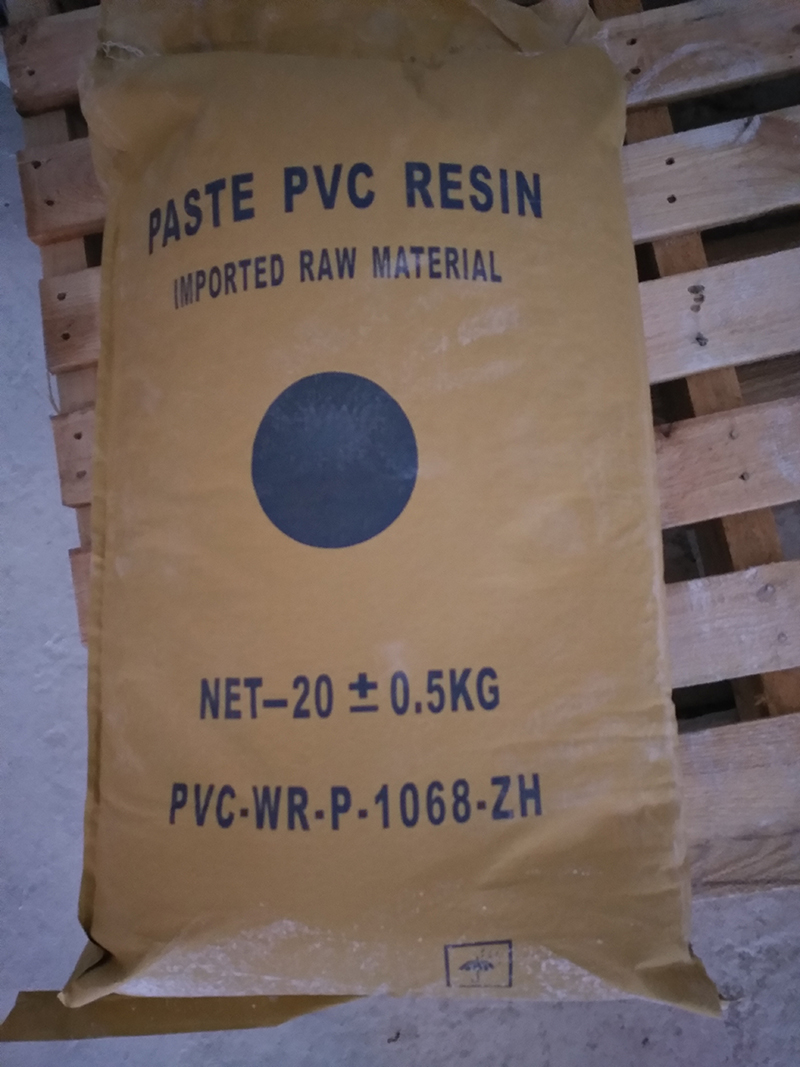 PASTE PVC RESIN
IMPORTED RAW MATERIAL
NET–20 ± 0.5KG
PVC-WR-P-1068-ZH